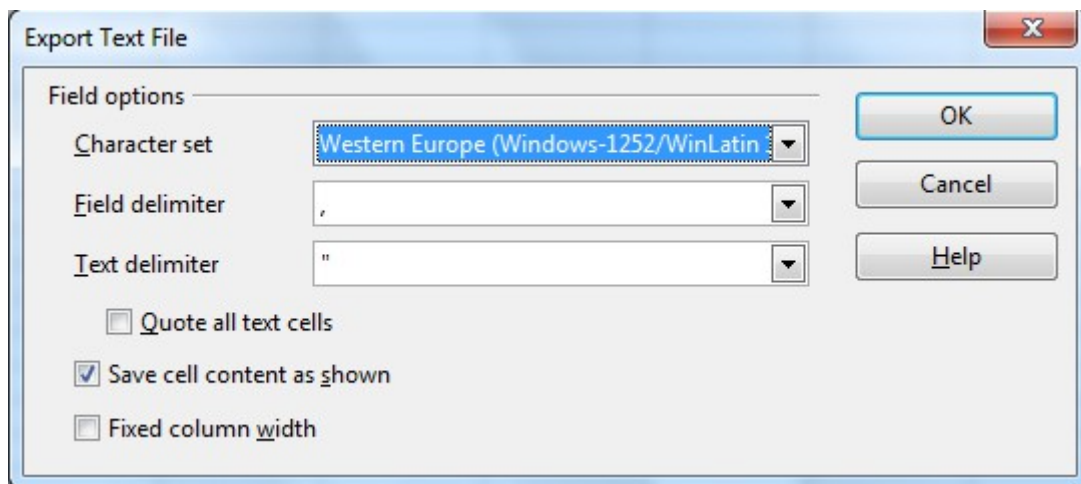 Export Text File
Field options
OK
Character set
Western Europe (Windows-1252/WinLatin
Cancel
Field delimiter
,
Text delimiter
"
Help
Quote all text cells
Save cell content as shown
Fixed column width